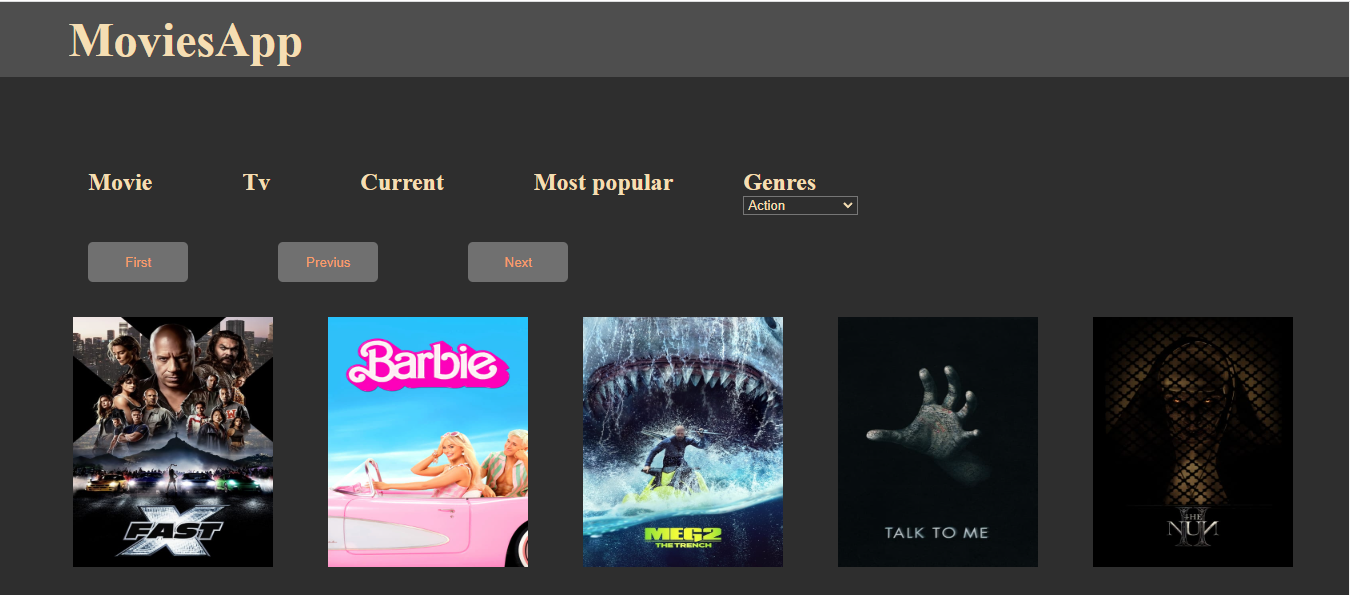 MoviesApp
Movie Tv Current Most popular Genres
Action
First Previus Next
Barbie
FAST X
MEG2
THE TRENCH
TALK TO ME
THE
NUN
II